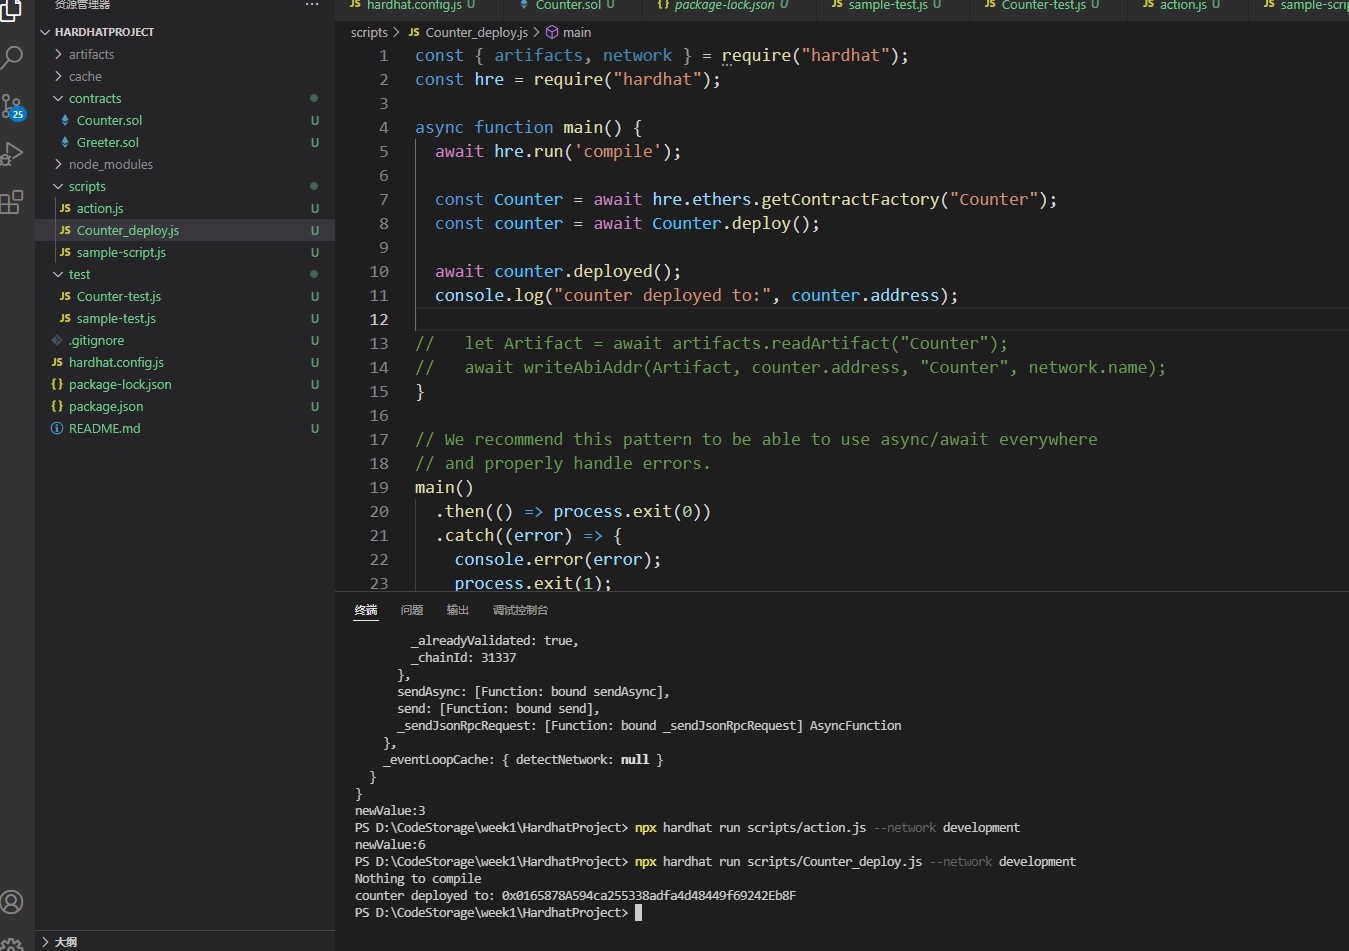 资源管理器 ···
HARDHATPROJECT
artifacts
cache
contracts
Counter.sol U
Greeter.sol U
node_modules
scripts
JS action.js U
JS Counter_deploy.js U
JS sample-script.js U
test
JS Counter-test.js U
JS sample-test.js U
.gitignore U
JS hardhat.config.js U
{} package-lock.json U
{} package.json U
README.md U
大纲
25
JS hardhat.config.js U Counter.sol U {} package-lock.json U JS sample-test.js U JS Counter-test.js U JS action.js U JS sample-scri
scripts > JS Counter_deploy.js > main
1 const { artifacts, network } = require("hardhat");
2 const hre = require("hardhat");
3
4 async function main() {
5 await hre.run('compile');
6
7 const Counter = await hre.ethers.getContractFactory("Counter");
8 const counter = await Counter.deploy();
9
10 await counter.deployed();
11 console.log("counter deployed to:", counter.address);
12
13 // let Artifact = await artifacts.readArtifact("Counter");
14 // await writeAbiAddr(Artifact, counter.address, "Counter", network.name);
15 }
16
17 // We recommend this pattern to be able to use async/await everywhere
18 // and properly handle errors.
19 main()
20 .then(() => process.exit(0))
21 .catch((error) => {
22 console.error(error);
23 process.exit(1);
终端 问题 输出 调试控制台
_alreadyValidated: true,
_chainId: 31337
},
sendAsync: [Function: bound sendAsync],
send: [Function: bound send],
_sendJsonRpcRequest: [Function: bound _sendJsonRpcRequest] AsyncFunction
},
_eventLoopCache: { detectNetwork: null }
}
}
newValue:3
PS D:\CodeStorage\week1\HardhatProject> npx hardhat run scripts/action.js --network development
newValue:6
PS D:\CodeStorage\week1\HardhatProject> npx hardhat run scripts/Counter_deploy.js --network development
Nothing to compile
counter deployed to: 0x0165878A594ca255338adfa4d48449f69242Eb8F
PS D:\CodeStorage\week1\HardhatProject>